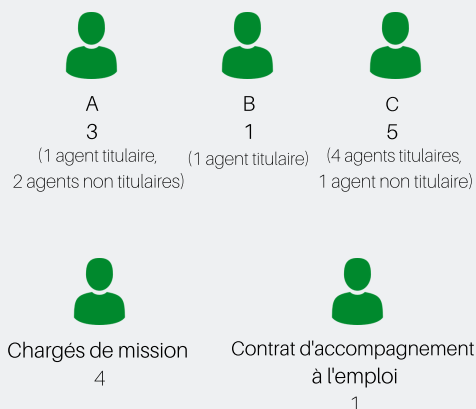 A
3
(1 agent titulaire,
2 agents non titulaires)
B
1
(1 agent titulaire)
C
5
(4 agents titulaires,
1 agent non titulaire)
Chargés de mission
4
Contrat d'accompagnement
à l'emploi
1